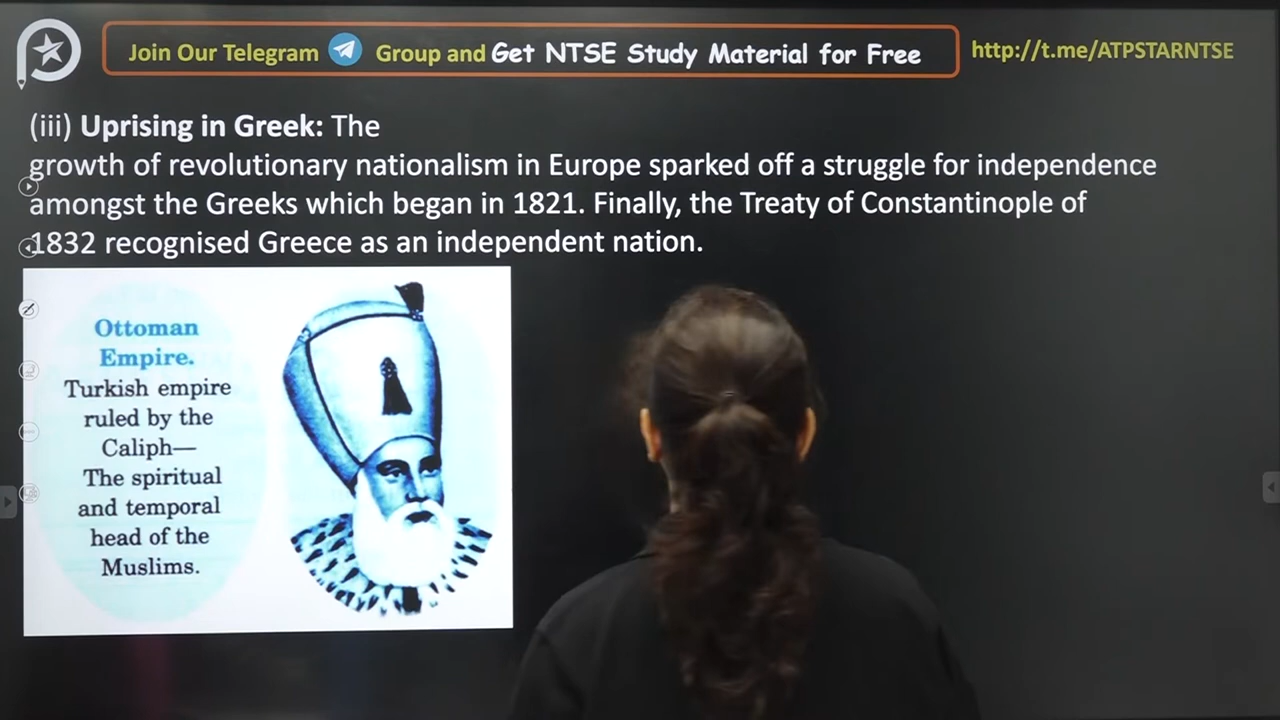 Join Our Telegram Group and Get NTSE Study Material for Free
http://t.me/ATPSTARNTSE
(iii) Uprising in Greek: The
growth of revolutionary nationalism in Europe sparked off a struggle for independence
amongst the Greeks which began in 1821. Finally, the Treaty of Constantinople of
1832 recognised Greece as an independent nation.
Ottoman
Empire.
Turkish empire
ruled by the
Caliph—
The spiritual
and temporal
head of the
Muslims.